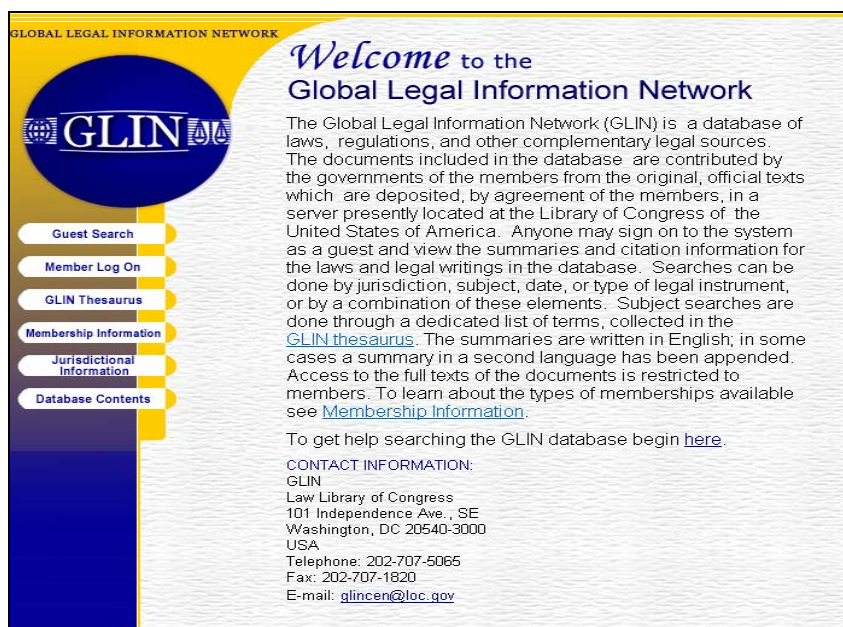 GLOBAL LEGAL INFORMATION NETWORK
GLIN
Guest Search
Member Log On
GLIN Thesaurus
Membership Information
Jurisdictional
Information
Database Contents
Welcome to the
Global Legal Information Network
The Global Legal Information Network (GLIN) is a database of
laws, regulations, and other complementary legal sources.
The documents included in the database are contributed by
the governments of the members from the original, official texts
which are deposited, by agreement of the members, in a
server presently located at the Library of Congress of the
United States of America. Anyone may sign on to the system
as a guest and view the summaries and citation information for
the laws and legal writings in the database. Searches can be
done by jurisdiction, subject, date, or type of legal instrument,
or by a combination of these elements. Subject searches are
done through a dedicated list of terms, collected in the
GLIN thesaurus. The summaries are written in English; in some
cases a summary in a second language has been appended.
Access to the full texts of the documents is restricted to
members. To learn about the types of memberships available
see Membership Information.
To get help searching the GLIN database begin here.
CONTACT INFORMATION:
GLIN
Law Library of Congress
101 Independence Ave., SE
Washington, DC 20540-3000
USA
Telephone: 202-707-5065
Fax: 202-707-1820
E-mail: glincen@loc.gov